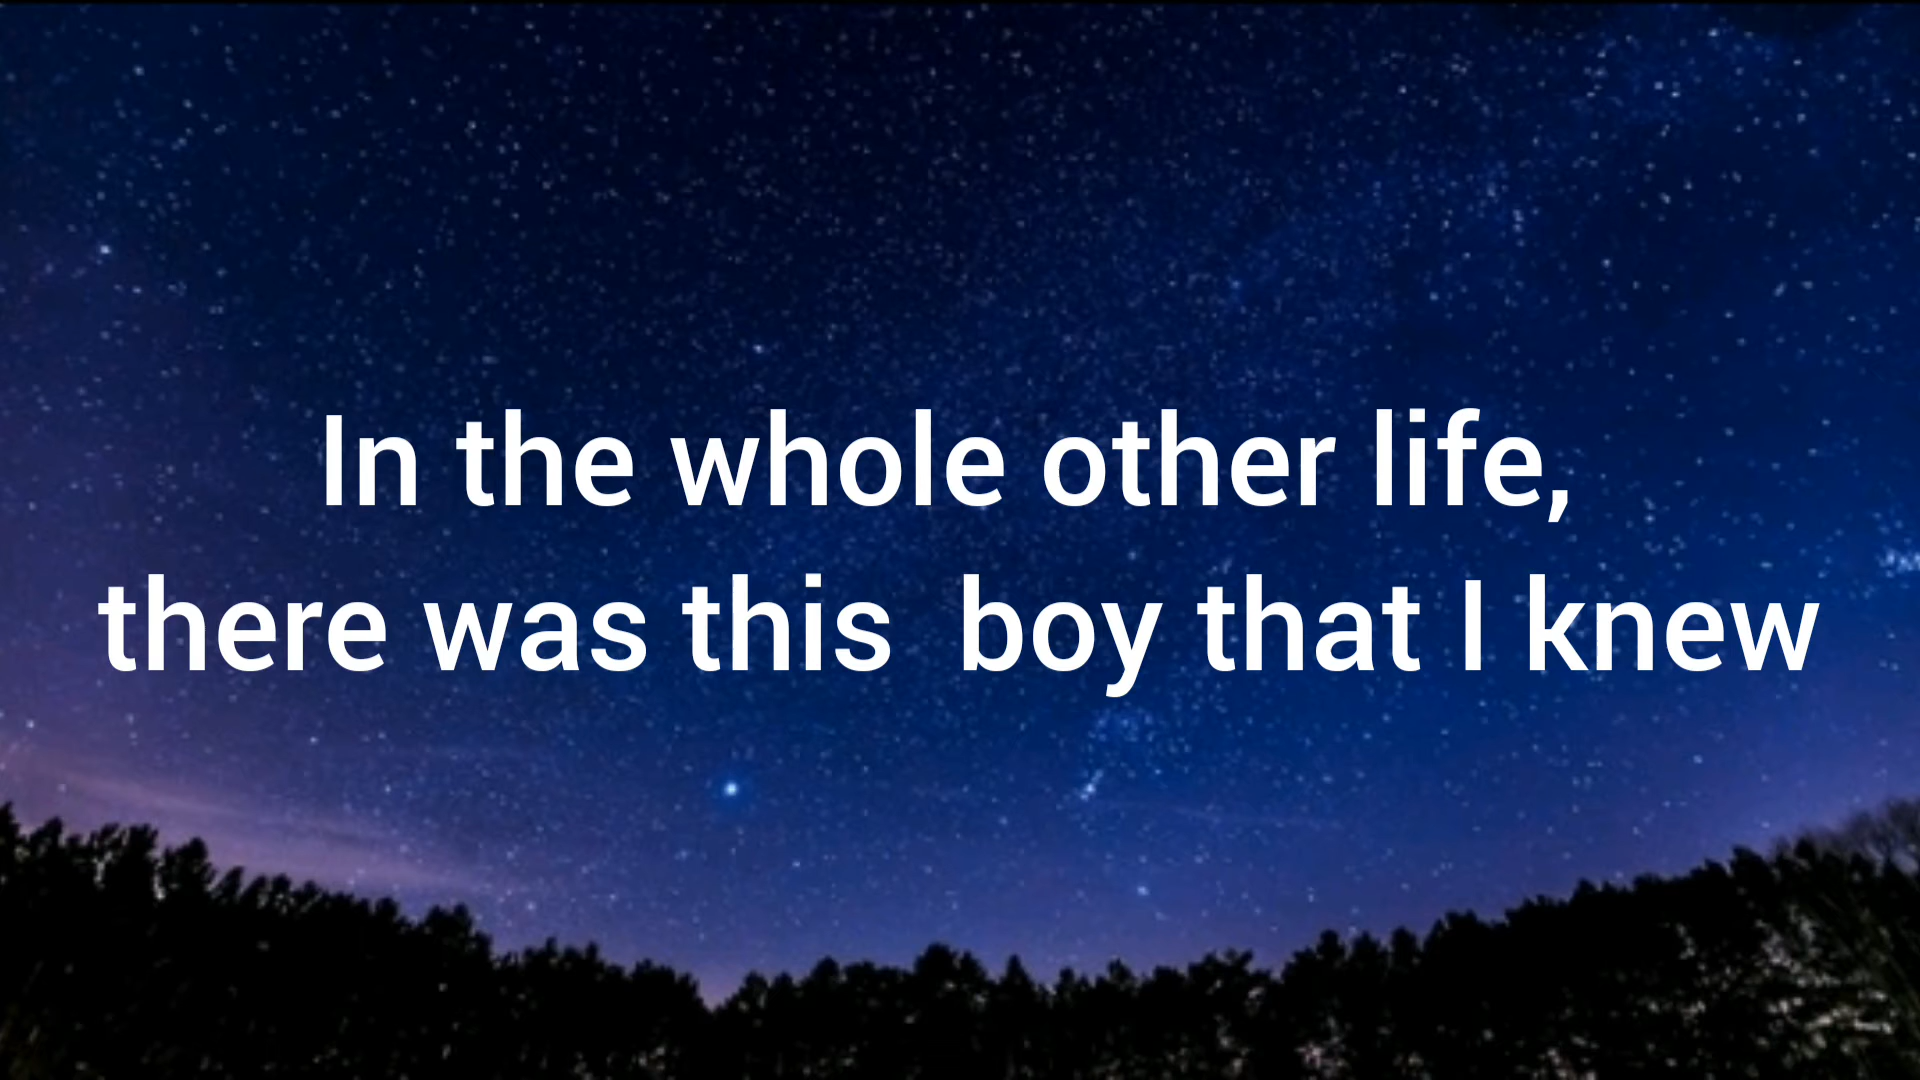 In the whole other life,
there was this  boy that I knew